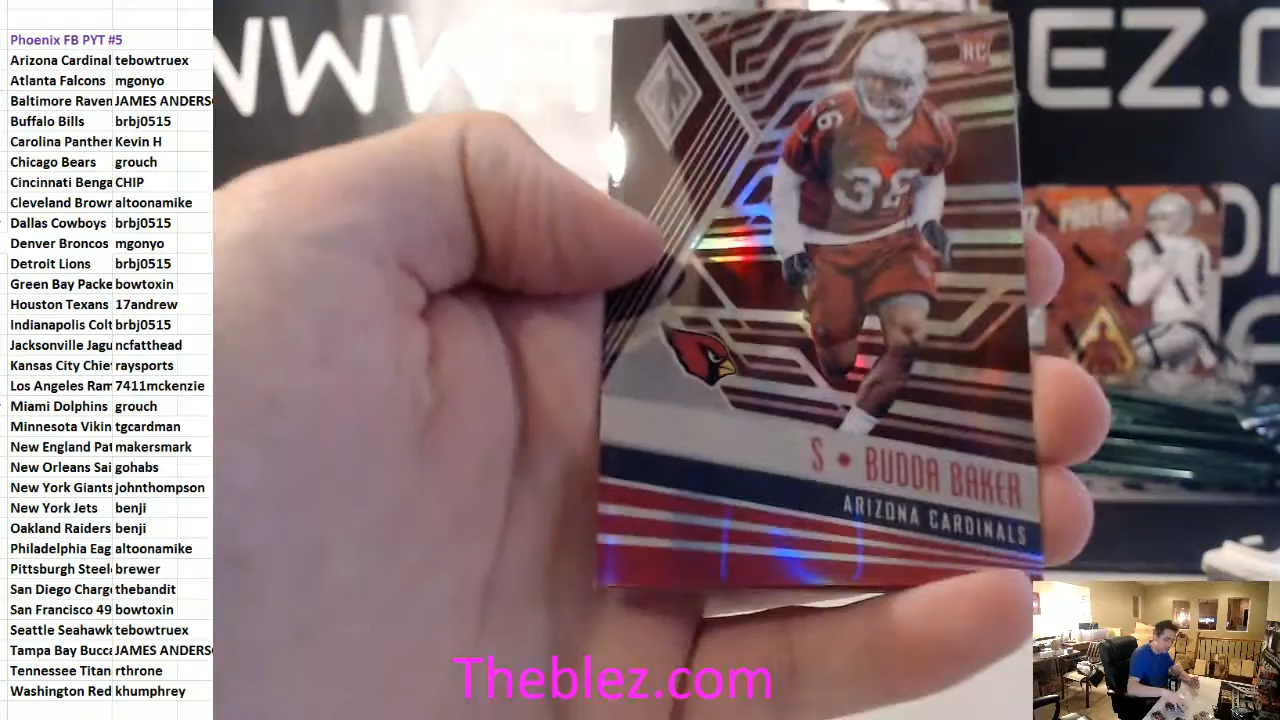 Phoenix FB PYT #5
Arizona Cardinal tebowtruex
Atlanta Falcons mgonyo
Baltimore Raven JAMES ANDERS
Buffalo Bills brbj0515
Carolina Panther Kevin H
Chicago Bears grouch
Cincinnati Benga CHIP
Cleveland Brown altoonamike
Dallas Cowboys brbj0515
Denver Broncos mgonyo
Detroit Lions brbj0515
Green Bay Packe bowtoxin
Houston Texans 17andrew
Indianapolis Colt brbj0515
Jacksonville Jagu ncfatthead
Kansas City Chie raysports
Los Angeles Ram 7411mckenzie
Miami Dolphins grouch
Minnesota Vikin tgcardman
New England Pat makersmark
New Orleans Sai gohabs
New York Giants johnthompson
New York Jets benji
Oakland Raiders benji
Philadelphia Eag altoonamike
Pittsburgh Steel brewer
San Diego Charg thebandit
San Francisco 49 bowtoxin
Seattle Seahawk tebowtruex
Tampa Bay Bucca JAMES ANDERS
Tennessee Titan rthrone
Washington Red khumphrey
WWW
EZ.C
RC
36
S • BUDDA BAKER
ARIZONA CARDINALS
Theblez.com